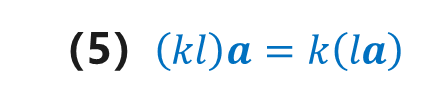 (5) (kl)a = k(la)